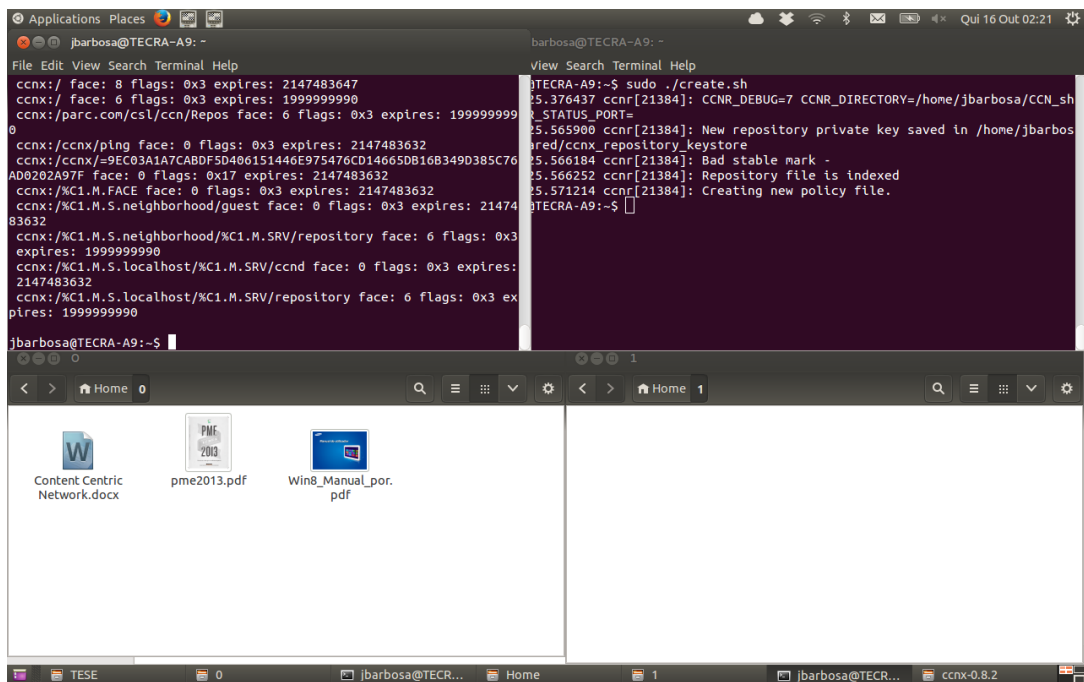 Applications Places Qui 16 Out 02:21
jbarbosa@TECRA-A9: ~
File Edit View Search Terminal Help
ccnx:/ face: 8 flags: 0x3 expires: 2147483647
ccnx:/ face: 6 flags: 0x3 expires: 1999999990
ccnx:/parc.com/csl/ccn/Repos face: 6 flags: 0x3 expires: 199999999
0
ccnx:/ccnx/ping face: 0 flags: 0x3 expires: 2147483632
ccnx:/ccnx/=9EC03A1A7CABDF5D406151446E975476CD14665DB16B349D385C76
AD0202A97F face: 0 flags: 0x17 expires: 2147483632
ccnx:/%C1.M.FACE face: 0 flags: 0x3 expires: 2147483632
ccnx:/%C1.M.S.neighborhood/guest face: 0 flags: 0x3 expires: 21474
83632
ccnx:/%C1.M.S.neighborhood/%C1.M.SRV/repository face: 6 flags: 0x3
expires: 1999999990
ccnx:/%C1.M.S.localhost/%C1.M.SRV/ccnd face: 0 flags: 0x3 expires:
2147483632
ccnx:/%C1.M.S.localhost/%C1.M.SRV/repository face: 6 flags: 0x3 ex
pires: 1999999990
jbarbosa@TECRA-A9:~$
barbosa@TECRA-A9: ~
View Search Terminal Help
@TECRA-A9:~$ sudo ./create.sh
25.376437 ccnr[21384]: CCNR_DEBUG=7 CCNR_DIRECTORY=/home/jbarbosa/CCN_sh
R_STATUS_PORT=
25.565900 ccnr[21384]: New repository private key saved in /home/jbarbos
ared/ccnx_repository_keystore
25.566184 ccnr[21384]: Bad stable mark -
25.566252 ccnr[21384]: Repository file is indexed
25.571214 ccnr[21384]: Creating new policy file.
@TECRA-A9:~$
0
Home 0
W
Content Centric
Network.docx
PMF
2013
pme2013.pdf
Win8_Manual_por.
pdf
1
Home 1
TESE 0 jbarbosa@TECR... Home 1 jbarbosa@TECR... ccnx-0.8.2